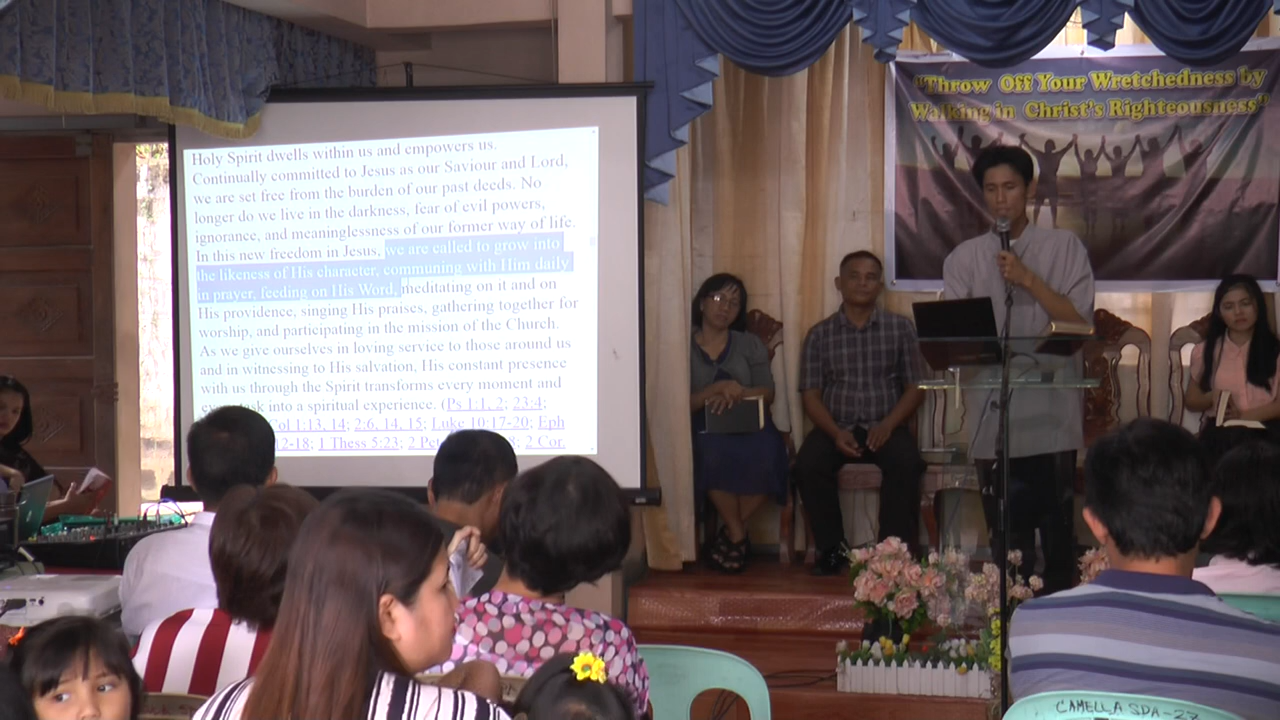 Holy Spirit dwells within us and empowers us.
Continually committed to Jesus as our Saviour and Lord,
we are set free from the burden of our past deeds. No
longer do we live in the darkness, fear of evil powers,
ignorance, and meaninglessness of our former way of life.
In this new freedom in Jesus, we are called to grow into
the likeness of His character, communing with Him daily
in prayer, feeding on His Word, meditating on it and on
His providence, singing His praises, gathering together for
worship, and participating in the mission of the Church.
As we give ourselves in loving service to those around us
and in witnessing to His salvation, His constant presence
with us through the Spirit transforms every moment and
task into a spiritual experience. (Ps 1:1, 2; 23:4;
Col 1:13, 14; 2:6, 14, 15; Luke 10:17-20; Eph
12-18; 1 Thess 5:23; 2 Pet 8; 2 Cor.
"Throw Off Your Wretchedness by
Walking in Christ's Righteousness"
CAMELLA SDA-27